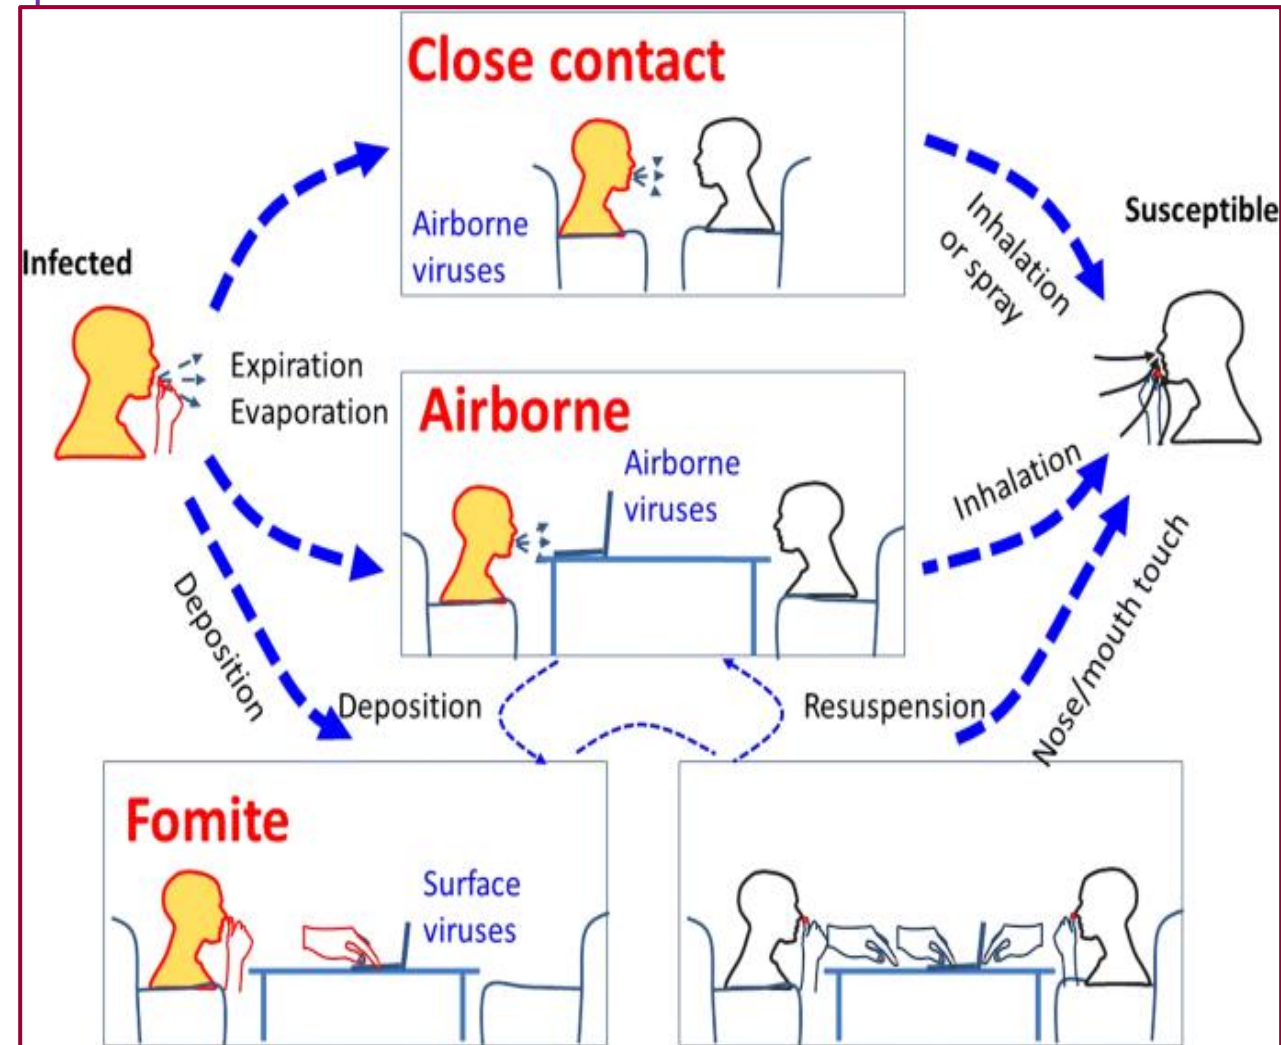 Close contact
Airborne
viruses
Infected
Susceptible
Inhalation
or spray
Expiration
Evaporation
Airborne
Airborne
viruses
Inhalation
Deposition
Deposition
Resuspension
Nose/mouth touch
Fomite
Surface
viruses